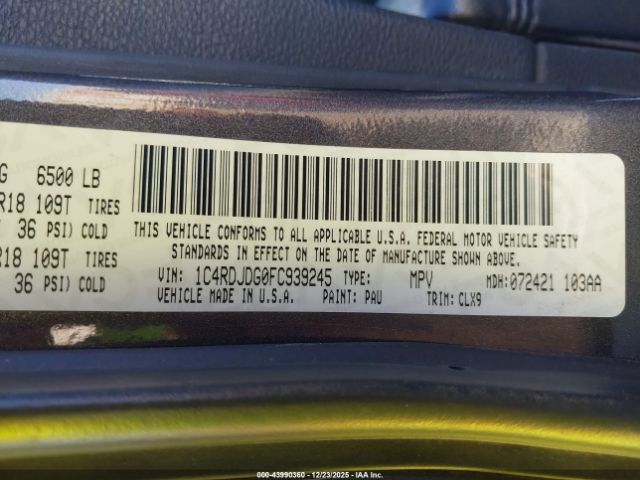 G 6500 LB
R18 109T TIRES
36 PSI) COLD
R18 109T TIRES
36 PSI) COLD
THIS VEHICLE CONFORMS TO ALL APPLICABLE U.S.A. FEDERAL MOTOR VEHICLE SAFETY
STANDARDS IN EFFECT ON THE DATE OF MANUFACTURE SHOWN ABOVE.
VIN: 1C4RDJDG0FC939245 TYPE: MPV MDH:072421 103AA
VEHICLE MADE IN U.S.A. PAINT: PAU TRIM: CLX9
000-43990360 - 12/23/2025 - IAA Inc.